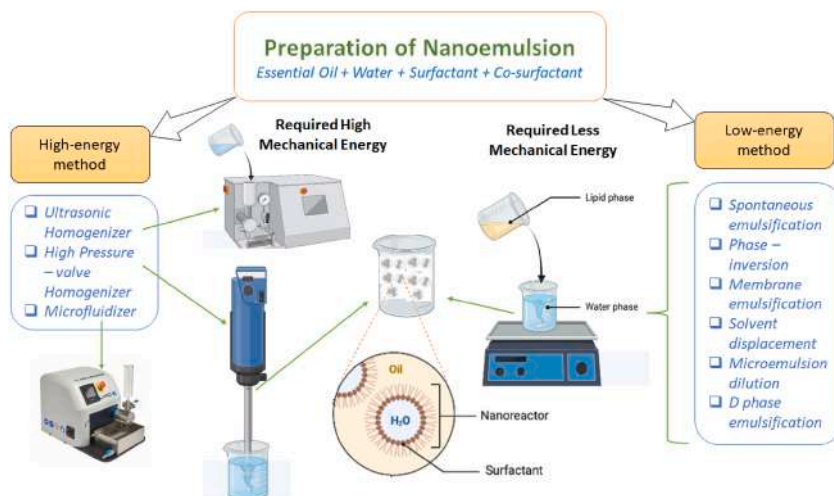 Preparation of Nanoemulsion
Essential Oil + Water + Surfactant + Co-surfactant
High-energy
method
Required High
Mechanical Energy
Required Less
Mechanical Energy
Low-energy
method
Ultrasonic
Homogenizer
High Pressure
– valve
Homogenizer
Microfluidizer
Lipid phase
Water phase
Spontaneous
emulsification
Phase –
inversion
Membrane
emulsification
Solvent
displacement
Microemulsion
dilution
D phase
emulsification
Oil
H₂O
Nanoreactor
Surfactant